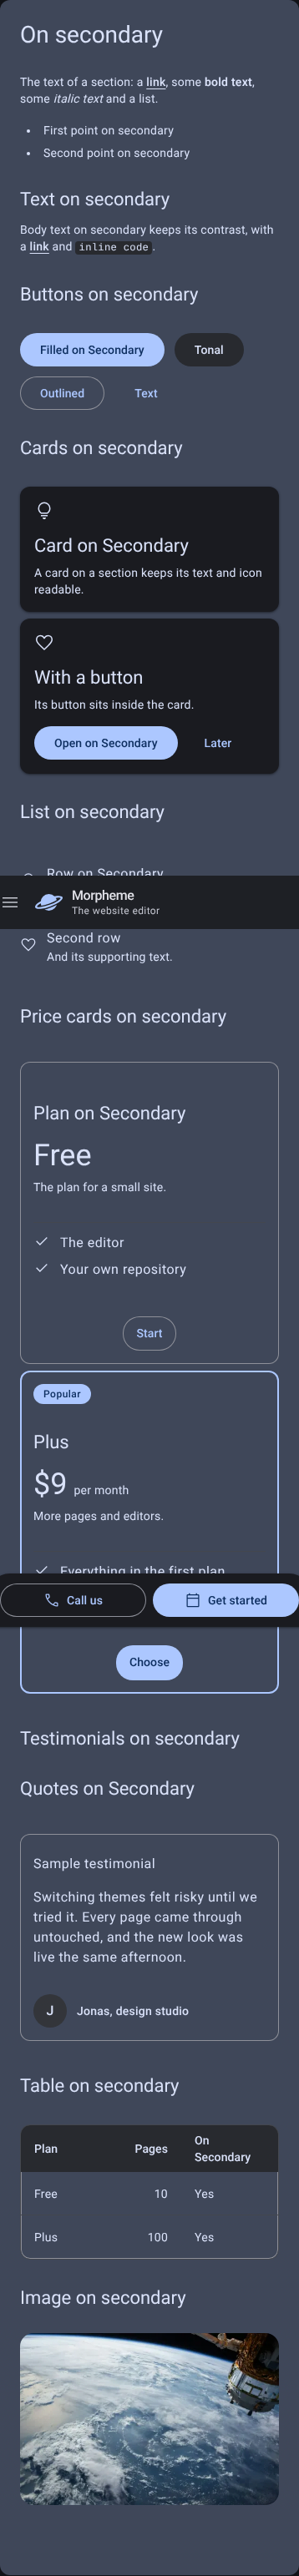 On secondary
The text of a section: a link, some bold text,
some italic text and a list.
• First point on secondary
• Second point on secondary
Text on secondary
Body text on secondary keeps its contrast, with
a link and inline code.
Buttons on secondary
Filled on Secondary
Tonal
Outlined
Text
Cards on secondary
Card on Secondary
A card on a section keeps its text and icon
readable.
With a button
Its button sits inside the card.
Open on Secondary
Later
List on secondary
Row on Secondary
Morpheme
The website editor
Second row
And its supporting text.
Price cards on secondary
Plan on Secondary
Free
The plan for a small site.
The editor
Your own repository
Start
Popular
Plus
$9 per month
More pages and editors.
Everything in the first plan
Call us
Get started
Choose
Testimonials on secondary
Quotes on Secondary
Sample testimonial
Switching themes felt risky until we
tried it. Every page came through
untouched, and the new look was
live the same afternoon.
J
Jonas, design studio
Table on secondary
Plan Pages On
Secondary
Free 10 Yes
Plus 100 Yes
Image on secondary